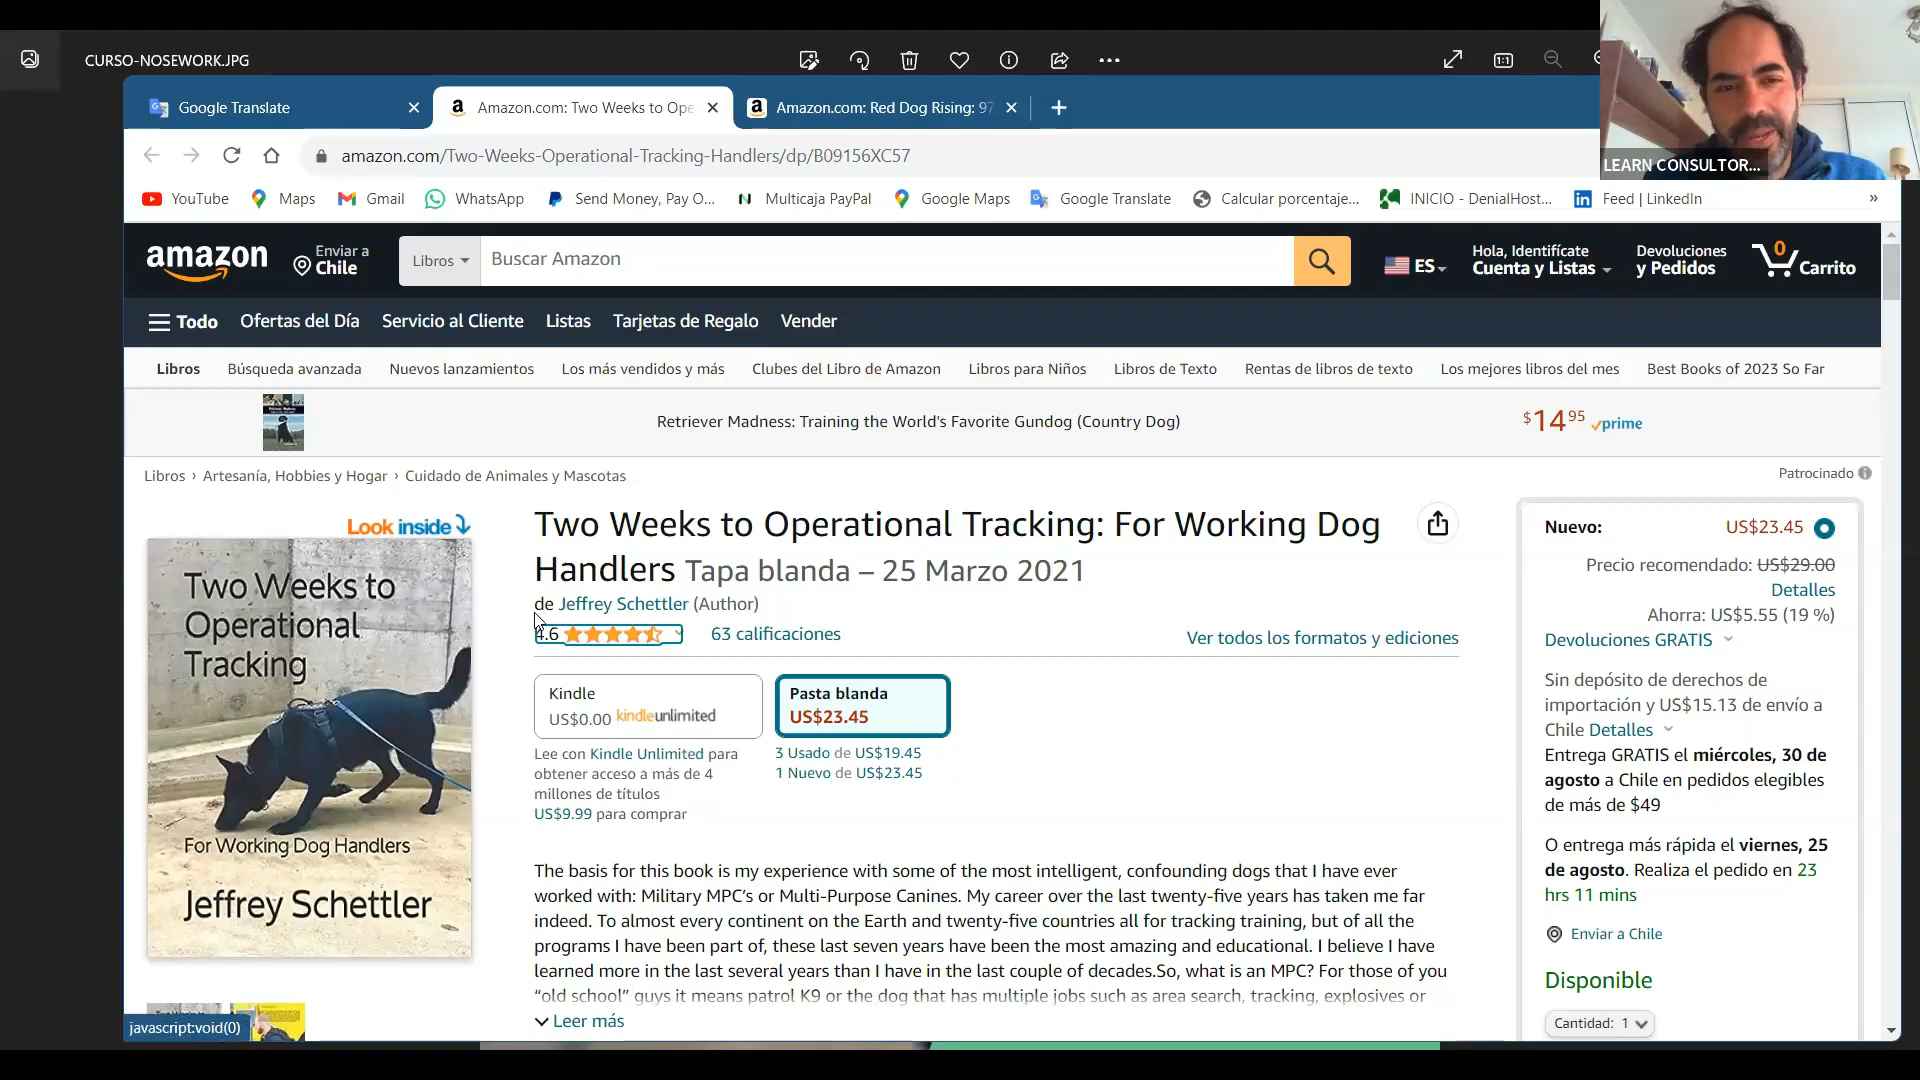 CURSO-NOSEWORK.JPG
LEARN CONSULTOR...
Google Translate
Amazon.com: Two Weeks to Ope
Amazon.com: Red Dog Rising: 97
amazon.com/Two-Weeks-Operational-Tracking-Handlers/dp/B09156XC57
YouTube Maps Gmail WhatsApp Send Money, Pay O... Multicaja PayPal Google Maps Google Translate Calcular porcentaje... INICIO - DenialHost... Feed | LinkedIn »
amazon
Enviar a
Chile
Libros
Buscar Amazon
ES
Hola, Identifícate
Cuenta y Listas
Devoluciones
y Pedidos
0
Carrito
Todo Ofertas del Día Servicio al Cliente Listas Tarjetas de Regalo Vender
Libros Búsqueda avanzada Nuevos lanzamientos Los más vendidos y más Clubes del Libro de Amazon Libros para Niños Libros de Texto Rentas de libros de texto Los mejores libros del mes Best Books of 2023 So Far
Retriever Madness: Training the World's Favorite Gundog (Country Dog)
$14 95 prime
Libros › Artesanía, Hobbies y Hogar › Cuidado de Animales y Mascotas
Patrocinado
Look inside
Two Weeks to
Operational
Tracking
For Working Dog Handlers
Jeffrey Schettler
Two Weeks to Operational Tracking: For Working Dog
Handlers Tapa blanda – 25 Marzo 2021
de Jeffrey Schettler (Author)
4.6
63 calificaciones
Ver todos los formatos y ediciones
Kindle
US$0.00 kindleunlimited
Lee con Kindle Unlimited para
obtener acceso a más de 4
millones de títulos
US$9.99 para comprar
Pasta blanda
US$23.45
3 Usado de US$19.45
1 Nuevo de US$23.45
The basis for this book is my experience with some of the most intelligent, confounding dogs that I have ever
worked with: Military MPC's or Multi-Purpose Canines. My career over the last twenty-five years has taken me far
indeed. To almost every continent on the Earth and twenty-five countries all for tracking training, but of all the
programs I have been part of, these last seven years have been the most amazing and educational. I believe I have
learned more in the last several years than I have in the last couple of decades.So, what is an MPC? For those of you
“old school” guys it means patrol K9 or the dog that has multiple jobs such as area search, tracking, explosives or
Leer más
Nuevo: US$23.45
Precio recomendado: US$29.00
Detalles
Ahorra: US$5.55 (19 %)
Devoluciones GRATIS
Sin depósito de derechos de
importación y US$15.13 de envío a
Chile Detalles
Entrega GRATIS el miércoles, 30 de
agosto a Chile en pedidos elegibles
de más de $49
O entrega más rápida el viernes, 25
de agosto. Realiza el pedido en 23
hrs 11 mins
Enviar a Chile
Disponible
Cantidad: 1
javascript:void(0)